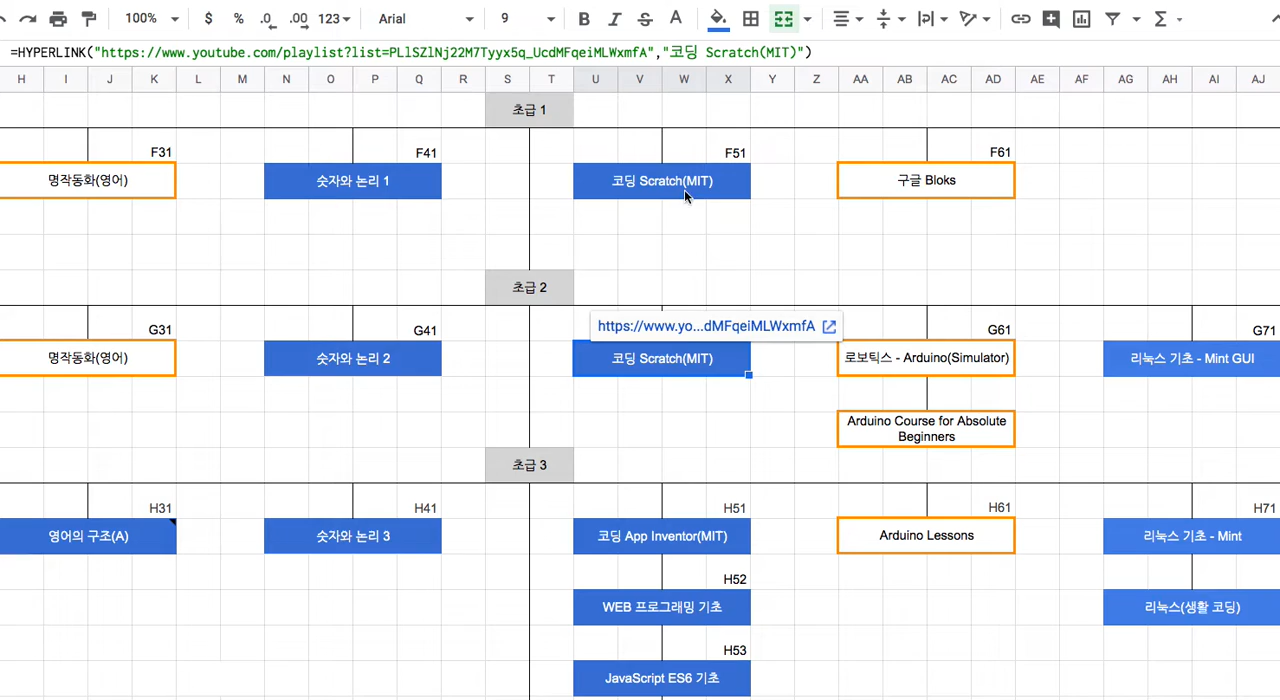 100% $ % .0 .00 123 Arial 9 B I S A
=HYPERLINK("https://www.youtube.com/playlist?list=PLlSZlNj22M7Tyyx5q_UcdMFqeiMLWxmfA","코딩 Scratch(MIT)")
H I J K L M N O P Q R S T U V W X Y Z AA AB AC AD AE AF AG AH AI AJ
초급 1
F31 F41 F51 F61
명작동화(영어) 숫자와 논리 1 코딩 Scratch(MIT) 구글 Bloks
초급 2
https://www.yo...dMFqeiMLWxmfA
G31 G41 G61 G71
명작동화(영어) 숫자와 논리 2 코딩 Scratch(MIT) 로보틱스 - Arduino(Simulator) 리눅스 기초 - Mint GUI
Arduino Course for Absolute
Beginners
초급 3
H31 H41 H51 H61 H71
영어의 구조(A) 숫자와 논리 3 코딩 App Inventor(MIT) Arduino Lessons 리눅스 기초 - Mint
H52
WEB 프로그래밍 기초 리눅스(생활 코딩)
H53
JavaScript ES6 기초